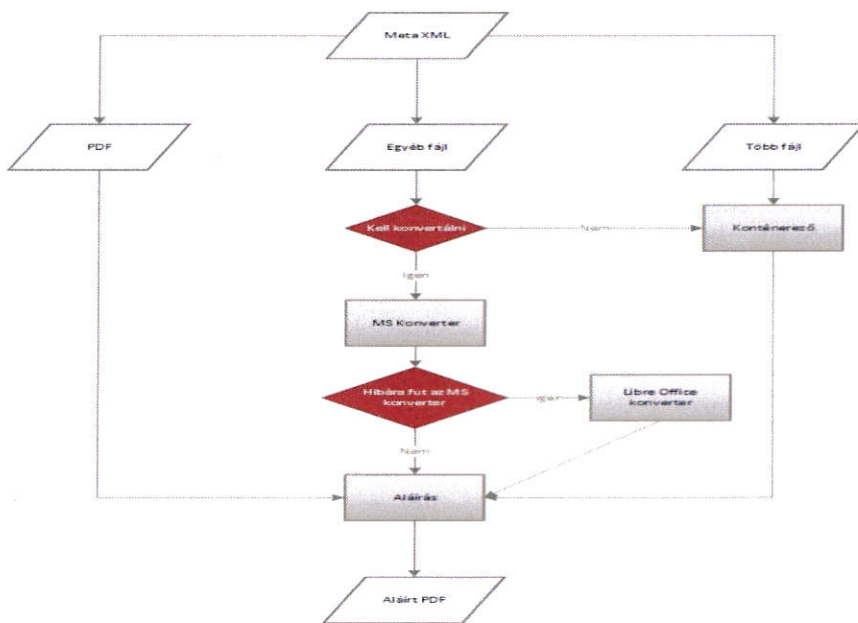 Meta XML
PDF
Egyéb fájl
Több fájl
Kell konvertálni
Nem
Konténerező
Igen
MS Konverter
Hibára fut az MS
konverter
Igen
Libre Office
konverter
Nem
Aláírás
Aláírt PDF